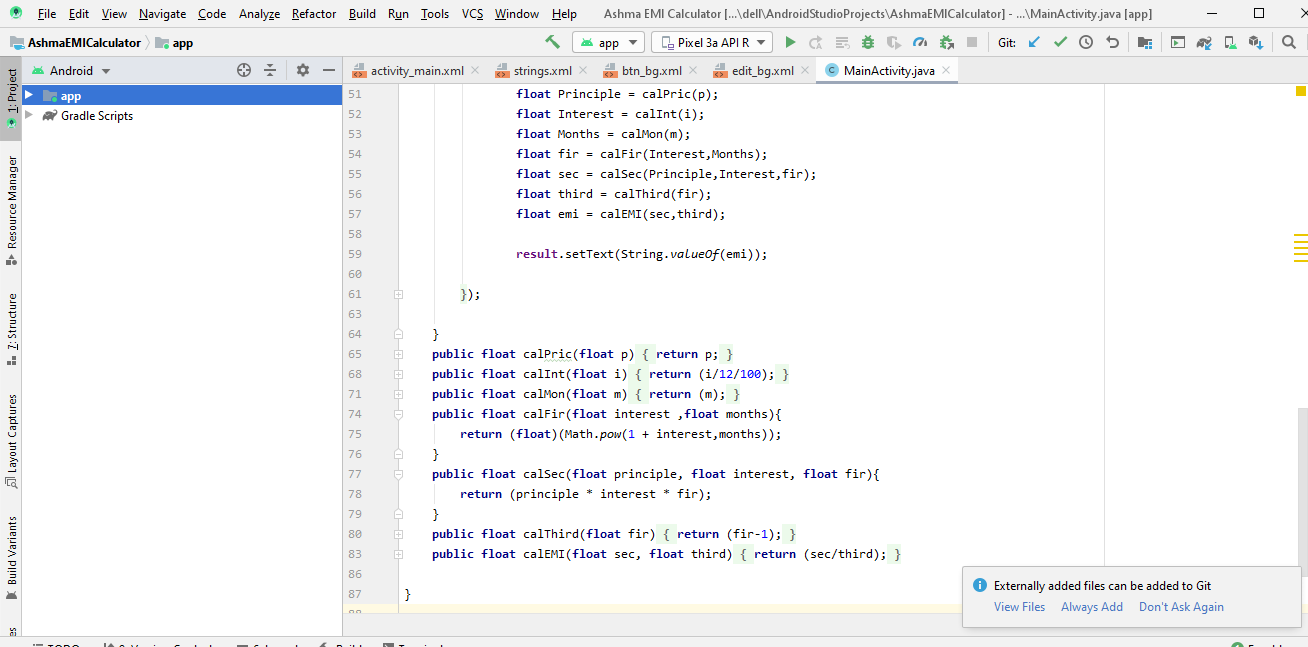 File Edit View Navigate Code Analyze Refactor Build Run Tools VCS Window Help Ashma EMI Calculator [...\dell\AndroidStudioProjects\AshmaEMICalculator] - ...\MainActivity.java [app]
AshmaEMICalculator app app Pixel 3a API R Git:
Android activity_main.xml strings.xml btn_bg.xml edit_bg.xml MainActivity.java
1: Project
Resource Manager
7: Structure
Layout Captures
Build Variants
app
Gradle Scripts
51 float Principle = calPric(p);
52 float Interest = calInt(i);
53 float Months = calMon(m);
54 float fir = calFir(Interest,Months);
55 float sec = calSec(Principle,Interest,fir);
56 float third = calThird(fir);
57 float emi = calEMI(sec,third);
58
59 result.setText(String.valueOf(emi));
60
61 });
63
64 }
65 public float calPric(float p) { return p; }
68 public float calInt(float i) { return (i/12/100); }
71 public float calMon(float m) { return (m); }
74 public float calFir(float interest ,float months){
75 return (float)(Math.pow(1 + interest,months));
76 }
77 public float calSec(float principle, float interest, float fir){
78 return (principle * interest * fir);
79 }
80 public float calThird(float fir) { return (fir-1); }
83 public float calEMI(float sec, float third) { return (sec/third); }
86
87 }
Externally added files can be added to Git
View Files Always Add Don't Ask Again